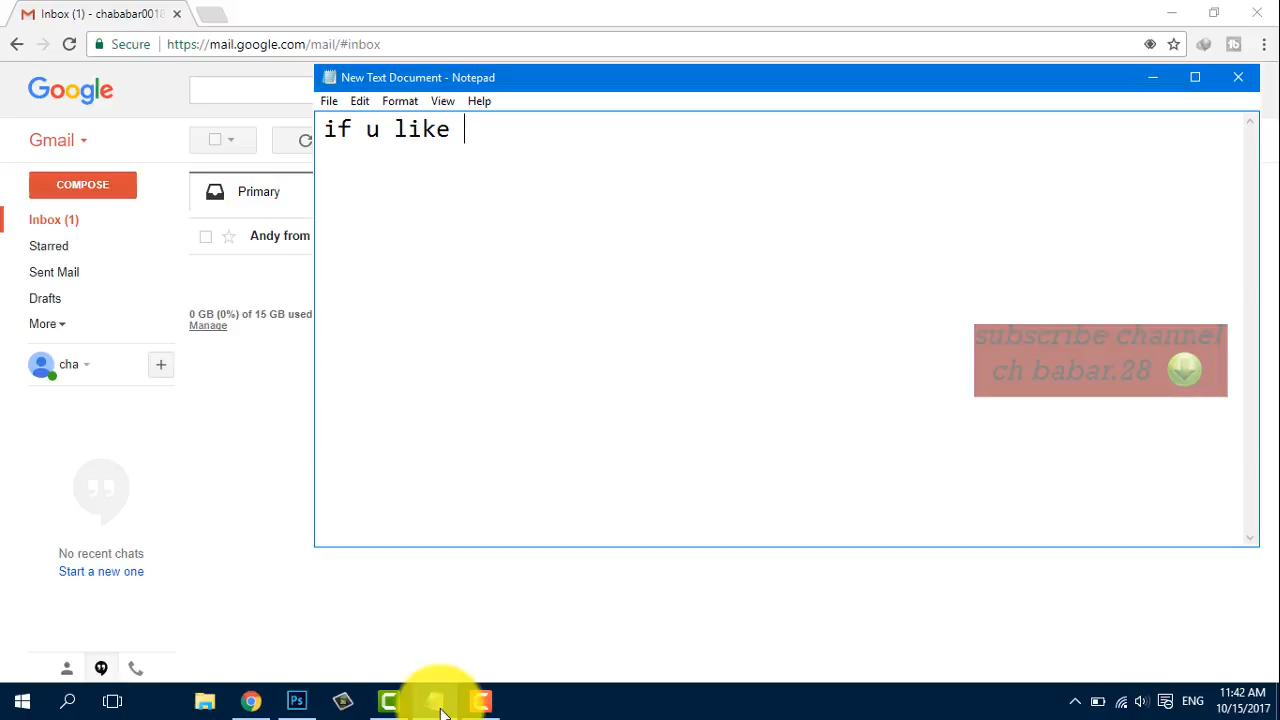 Inbox (1) - chababar0018
Secure
https://mail.google.com/mail/#inbox
Google
New Text Document - Notepad
File Edit Format View Help
if u like
Gmail
COMPOSE
Primary
Inbox (1)
Andy from
Starred
Sent Mail
Drafts
More
0 GB (0%) of 15 GB used
Manage
cha
subscribe channel
ch babar.28
No recent chats
Start a new one
Ps
ENG
11:42 AM
10/15/2017